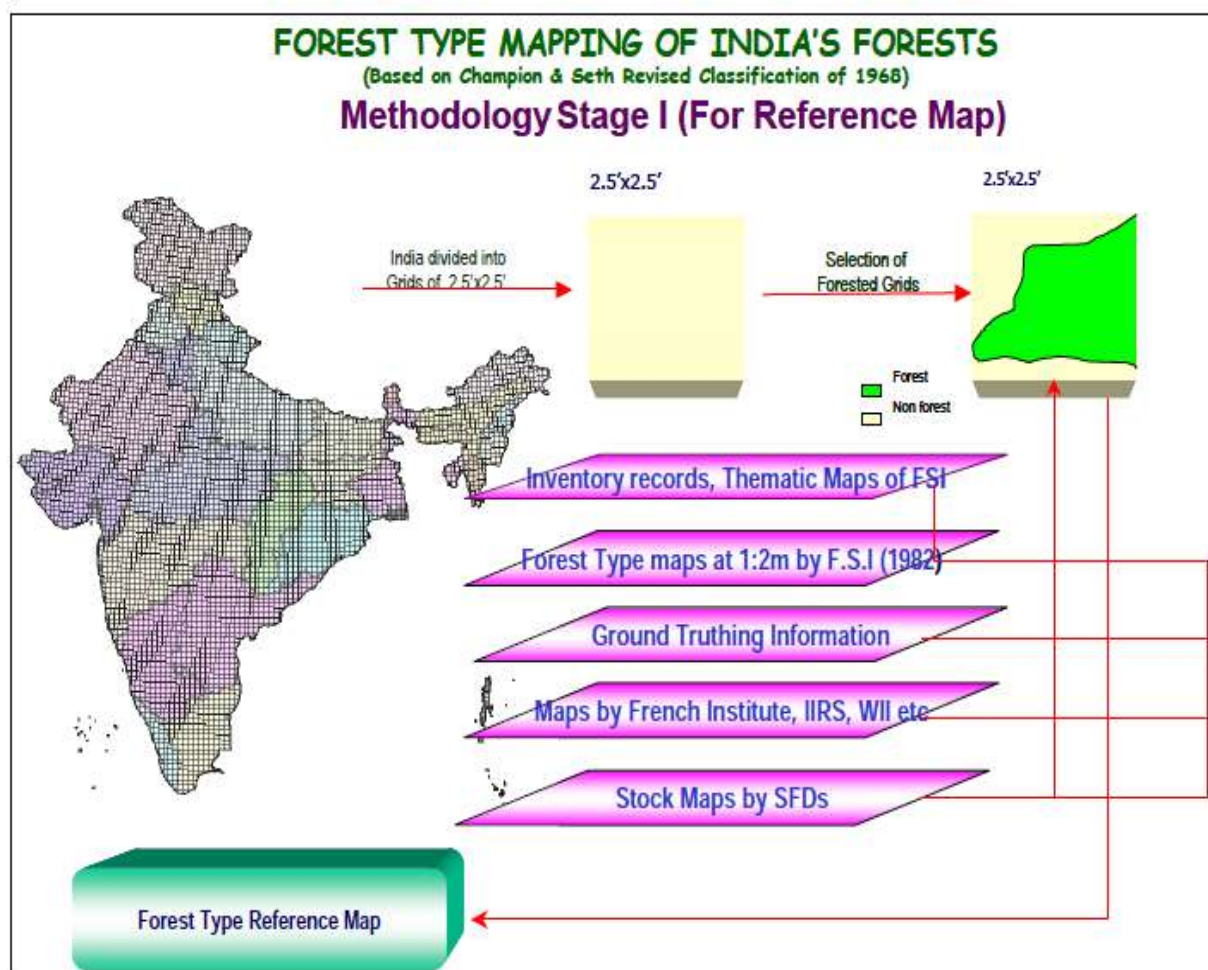 FOREST TYPE MAPPING OF INDIA'S FORESTS
(Based on Champion & Seth Revised Classification of 1968)
Methodology Stage I (For Reference Map)
2.5'x2.5'
2.5'x2.5'
India divided into
Grids of 2.5'x2.5'
Selection of
Forested Grids
Forest
Non forest
Inventory records, Thematic Maps of FSI
Forest Type maps at 1:2m by F.S.I (1982)
Ground Truthing Information
Maps by French Institute, IIRS, WII etc
Stock Maps by SFDs
Forest Type Reference Map